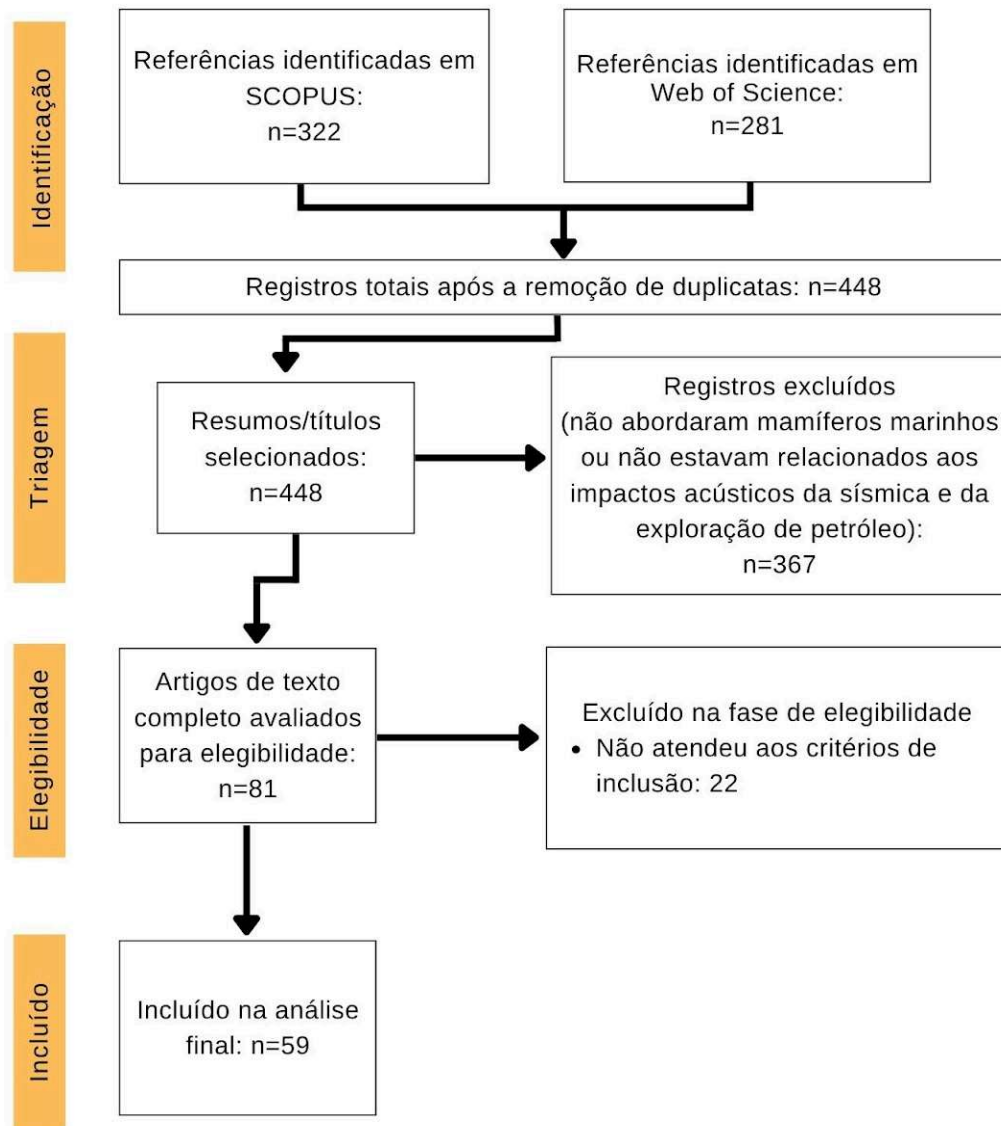 Identificação
Referências identificadas em
SCOPUS:
n=322
Referências identificadas em
Web of Science:
n=281
Registros totais após a remoção de duplicatas: n=448
Triagem
Resumos/títulos
selecionados:
n=448
Registros excluídos
(não abordaram mamíferos marinhos
ou não estavam relacionados aos
impactos acústicos da sísmica e da
exploração de petróleo):
n=367
Elegibilidade
Artigos de texto
completo avaliados
para elegibilidade:
n=81
Excluído na fase de elegibilidade
• Não atendeu aos critérios de
inclusão: 22
Incluído
Incluído na análise
final: n=59